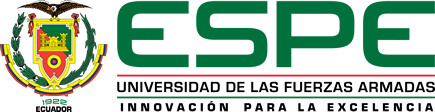 ESPE
UNIVERSIDAD DE LAS FUERZAS ARMADAS
INNOVACIÓN PARA LA EXCELENCIA
1922
ECUADOR